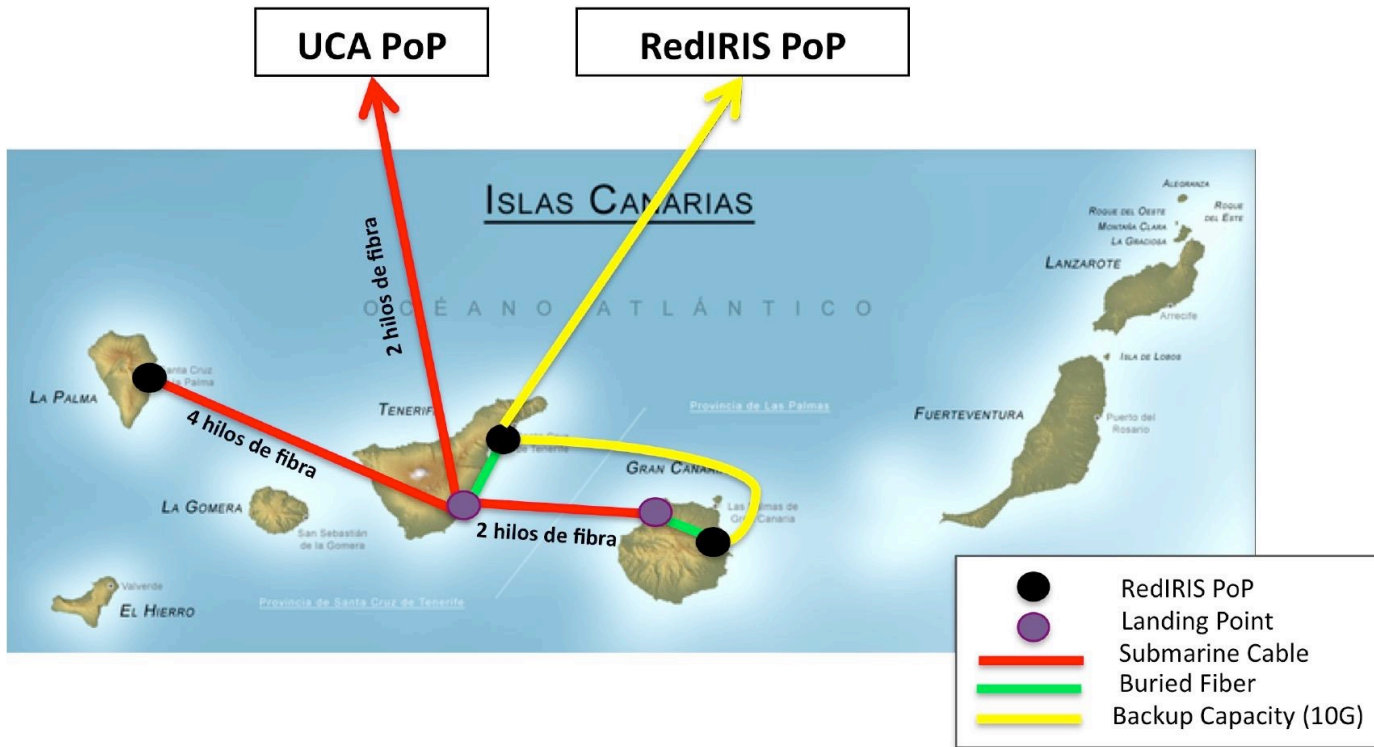 UCA PoP
RedIRIS PoP
ISLAS CANARIAS
ALEGRANZA
ROQUE DEL OESTE
ROQUE
DEL ESTE
MONTAÑA CLARA
LA GRACIOSA
LANZAROTE
2 hilos de fibra
OCÉANO ATLÁNTICO
Arrecife
ISLA DE LOBOS
Santa Cruz
la Palma
LA PALMA
TENERIF
Provincia de Las Palmas
FUERTEVENTURA
Puerto del
Rosario
4 hilos de fibra
Cruz
de Tenerife
GRAN CANARI
LA GOMERA
Las Palmas de
Gran Canaria
San Sebastián
de la Gomera
2 hilos de fibra
Valverde
EL HIERRO
Provincia de Santa Cruz de Tenerife
RedIRIS PoP
Landing Point
Submarine Cable
Buried Fiber
Backup Capacity (10G)